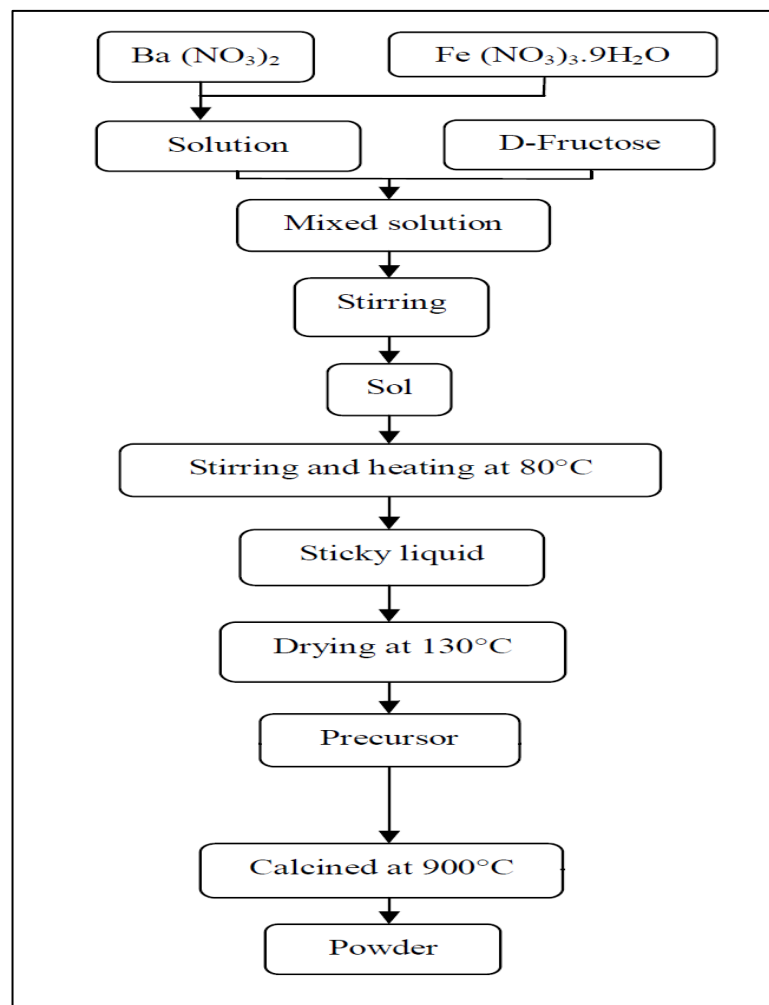 Ba (NO₃)₂
Fe (NO₃)₃.9H₂O
Solution
D-Fructose
Mixed solution
Stirring
Sol
Stirring and heating at 80°C
Sticky liquid
Drying at 130°C
Precursor
Calcined at 900°C
Powder